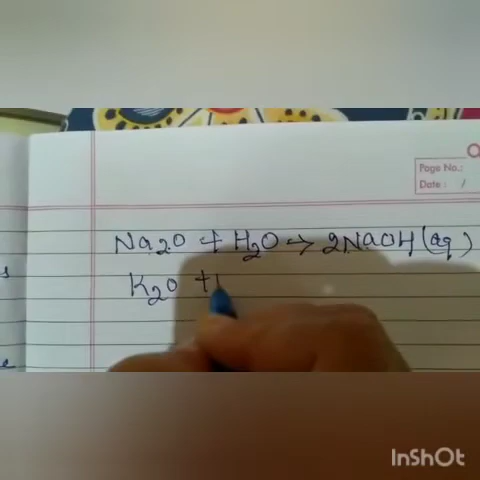 Page No.:
Date: /
Na2O + H2O → 2NaOH(aq)
K2O +
InShOt